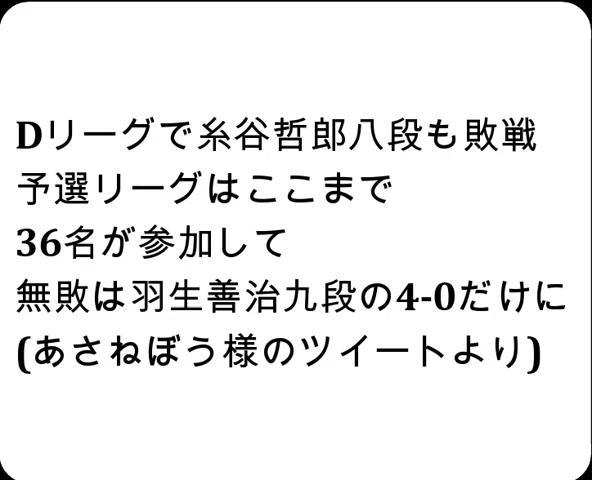 Dリーグで糸谷哲郎八段も敗戦
予選リーグはここまで
36名が参加して
無敗は羽生善治九段の4-0だけに
(あさねぼう様のツイートより)